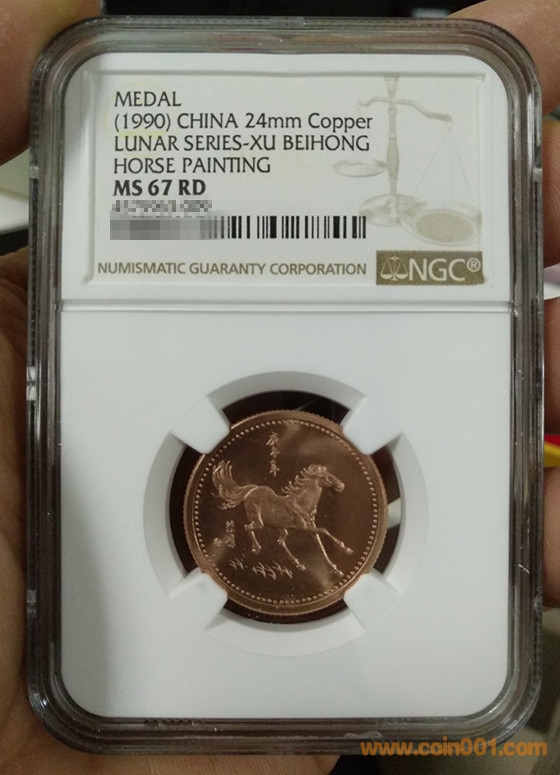 MEDAL
(1990) CHINA 24mm Copper
LUNAR SERIES-XU BEIHONG
HORSE PAINTING
MS 67 RD
NUMISMATIC GUARANTY CORPORATION
NGC®
庚午年
www.coin001.com